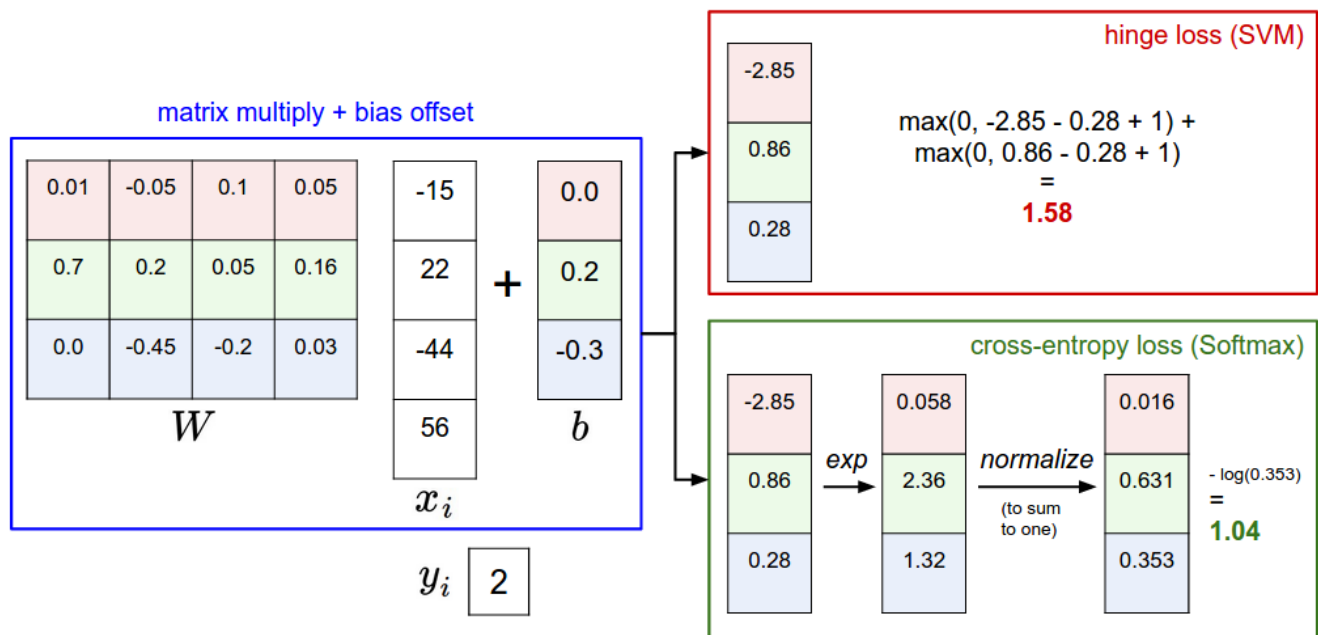 matrix multiply + bias offset
0.01 -0.05 0.1 0.05
0.7 0.2 0.05 0.16
0.0 -0.45 -0.2 0.03
W
-15
22
-44
56
x_i
+
0.0
0.2
-0.3
b
y_i 2
hinge loss (SVM)
-2.85
0.86
0.28
max(0, -2.85 - 0.28 + 1) +
max(0, 0.86 - 0.28 + 1)
=
1.58
cross-entropy loss (Softmax)
-2.85
0.86
0.28
exp
0.058
2.36
1.32
normalize
(to sum
to one)
0.016
0.631
0.353
- log(0.353)
=
1.04